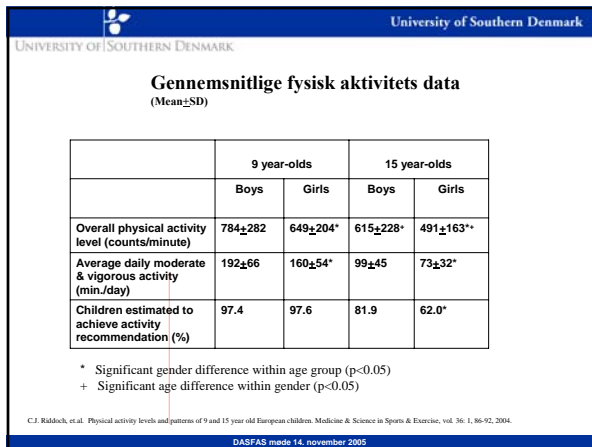 University of Southern Denmark
UNIVERSITY OF SOUTHERN DENMARK
Gennemsnitlige fysisk aktivitets data
(Mean±SD)
9 year-olds 15 year-olds
Boys Girls Boys Girls
Overall physical activity level (counts/minute) 784±282 649±204* 615±228+ 491±163*+
Average daily moderate & vigorous activity (min./day) 192±66 160±54* 99±45 73±32*
Children estimated to achieve activity recommendation (%) 97.4 97.6 81.9 62.0*
* Significant gender difference within age group (p<0.05)
+ Significant age difference within gender (p<0.05)
C.J. Riddoch, et.al. Physical activity levels and patterns of 9 and 15 year old European children. Medicine & Science in Sports & Exercise, vol. 36: 1, 86-92, 2004.
DASFAS møde 14. november 2005